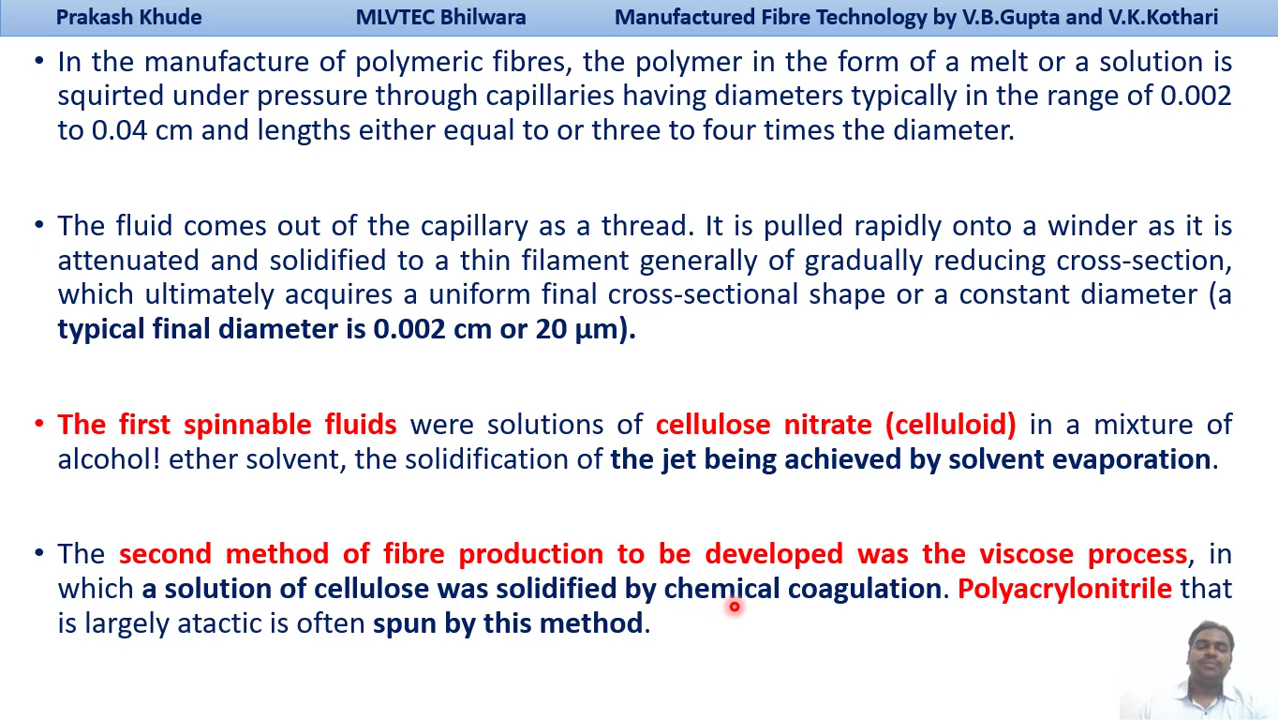 Prakash Khude MLVTEC Bhilwara Manufactured Fibre Technology by V.B.Gupta and V.K.Kothari
• In the manufacture of polymeric fibres, the polymer in the form of a melt or a solution is
squirted under pressure through capillaries having diameters typically in the range of 0.002
to 0.04 cm and lengths either equal to or three to four times the diameter.
• The fluid comes out of the capillary as a thread. It is pulled rapidly onto a winder as it is
attenuated and solidified to a thin filament generally of gradually reducing cross-section,
which ultimately acquires a uniform final cross-sectional shape or a constant diameter (a
typical final diameter is 0.002 cm or 20 µm).
• The first spinnable fluids were solutions of cellulose nitrate (celluloid) in a mixture of
alcohol! ether solvent, the solidification of the jet being achieved by solvent evaporation.
• The second method of fibre production to be developed was the viscose process, in
which a solution of cellulose was solidified by chemical coagulation. Polyacrylonitrile that
is largely atactic is often spun by this method.